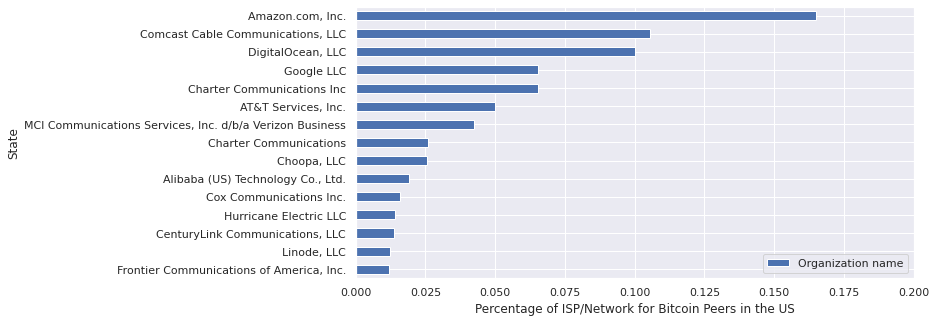 Amazon.com, Inc.
Comcast Cable Communications, LLC
DigitalOcean, LLC
Google LLC
Charter Communications Inc
AT&T Services, Inc.
MCI Communications Services, Inc. d/b/a Verizon Business
Charter Communications
Choopa, LLC
Alibaba (US) Technology Co., Ltd.
Cox Communications Inc.
Hurricane Electric LLC
CenturyLink Communications, LLC
Linode, LLC
Frontier Communications of America, Inc.
State
Organization name
0.000 0.025 0.050 0.075 0.100 0.125 0.150 0.175 0.200
Percentage of ISP/Network for Bitcoin Peers in the US